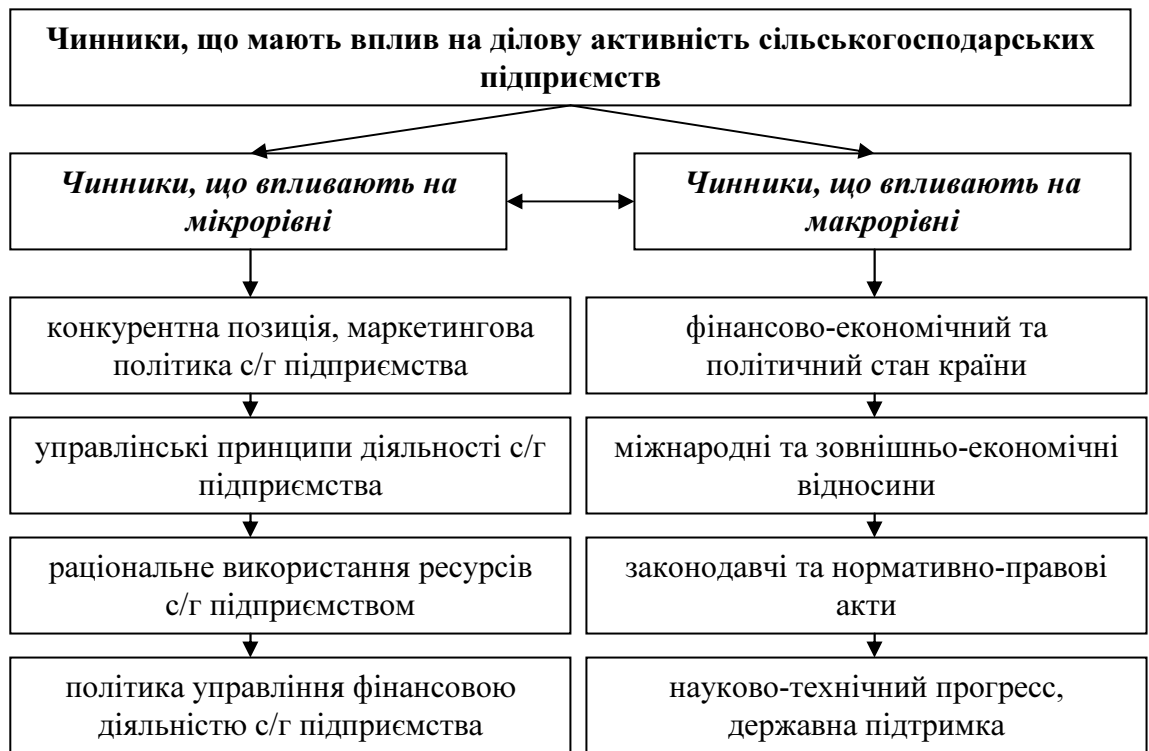 Чинники, що мають вплив на ділову активність сільськогосподарських
підприємств
Чинники, що впливають на
мікрорівні
Чинники, що впливають на
макрорівні
конкурентна позиція, маркетингова
політика с/г підприємства
фінансово-економічний та
політичний стан країни
управлінські принципи діяльності с/г
підприємства
міжнародні та зовнішньо-економічні
відносини
раціональне використання ресурсів
с/г підприємством
законодавчі та нормативно-правові
акти
політика управління фінансовою
діяльністю с/г підприємства
науково-технічний прогресс,
державна підтримка